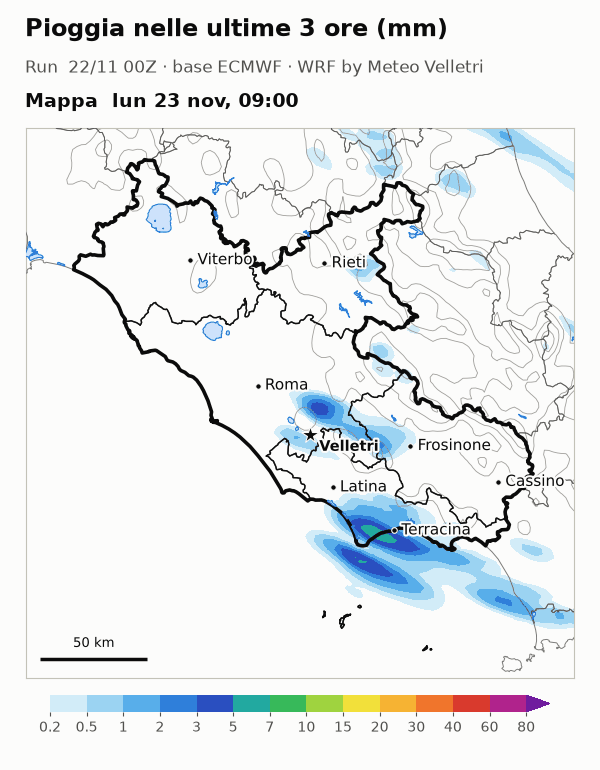 Pioggia nelle ultime 3 ore (mm)
Run  22/11 00Z · base ECMWF · WRF by Meteo Velletri
Mappa  lun 23 nov, 09:00
Viterbo
Rieti
Roma
Velletri
Frosinone
Latina
Cassino
Terracina
50 km
0.2 0.5 1 2 3 5 7 10 15 20 30 40 60 80